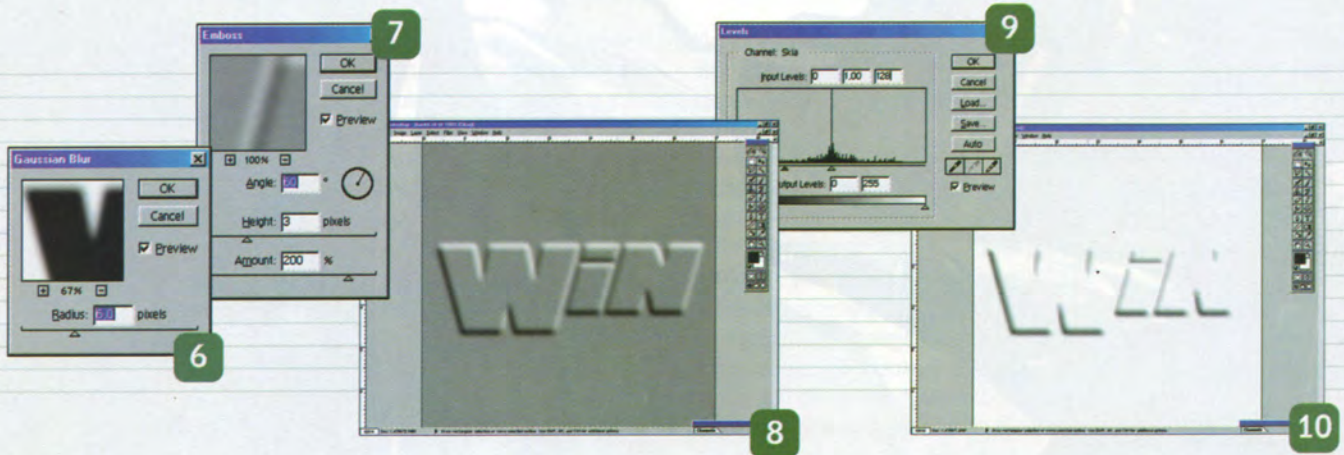 6
Gaussian Blur
OK
Cancel
Preview
67%
Radius: 6,0 pixels
7
Emboss
OK
Cancel
Preview
100%
Angle: 60 °
Height: 3 pixels
Amount: 200 %
8
WiN
9
Levels
Channel: Skia
Input Levels: 0 1,00 128
OK
Cancel
Load...
Save...
Auto
Output Levels: 0 255
Preview
10
WiN